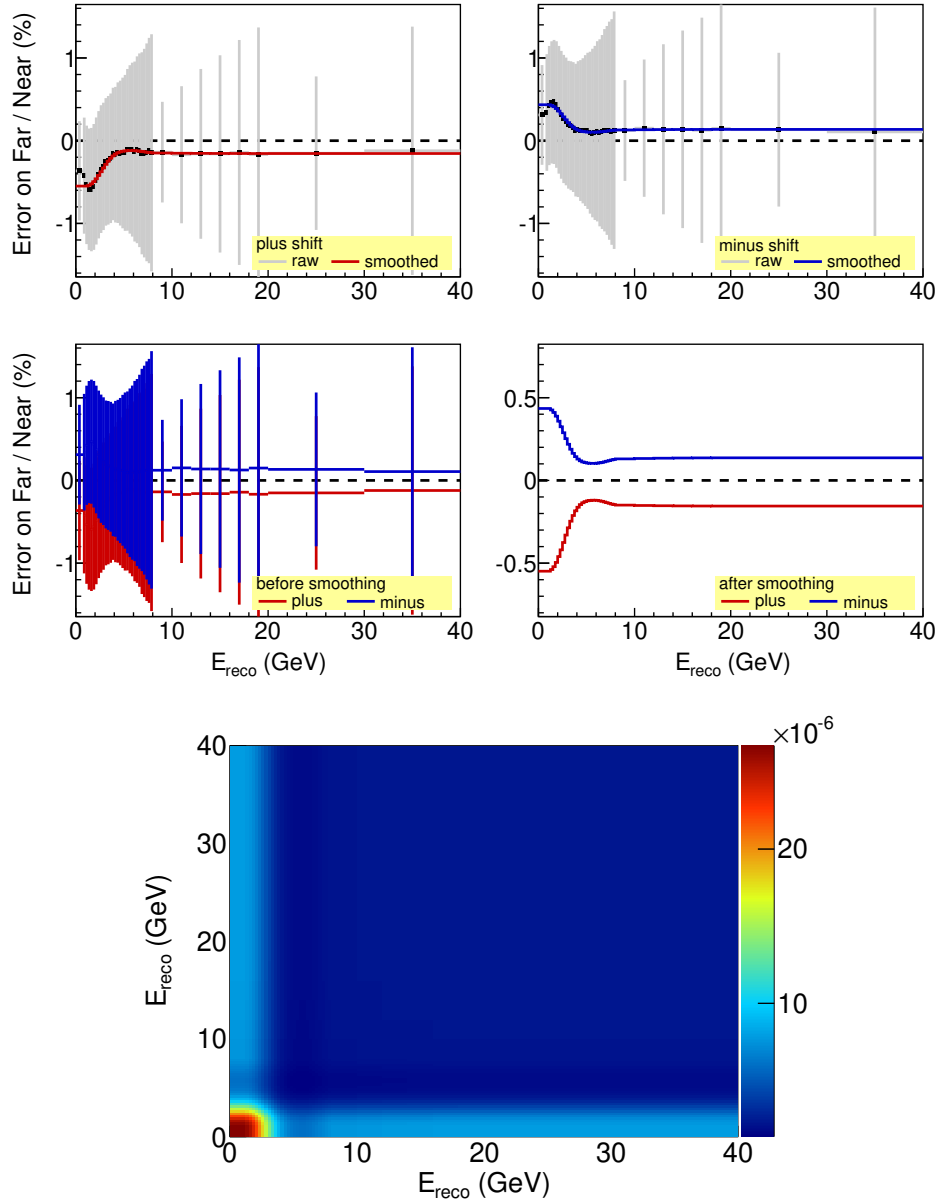 Error on Far / Near (%)
1
0
-1
plus shift
raw smoothed
0 10 20 30 40
1
0
-1
minus shift
raw smoothed
0 10 20 30 40
Error on Far / Near (%)
1
0
-1
before smoothing
plus minus
0 10 20 30 40
E_reco (GeV)
0.5
0
-0.5
after smoothing
plus minus
0 10 20 30 40
E_reco (GeV)
×10^-6
40
30
20
10
0
E_reco (GeV)
20
10
0 10 20 30 40
E_reco (GeV)